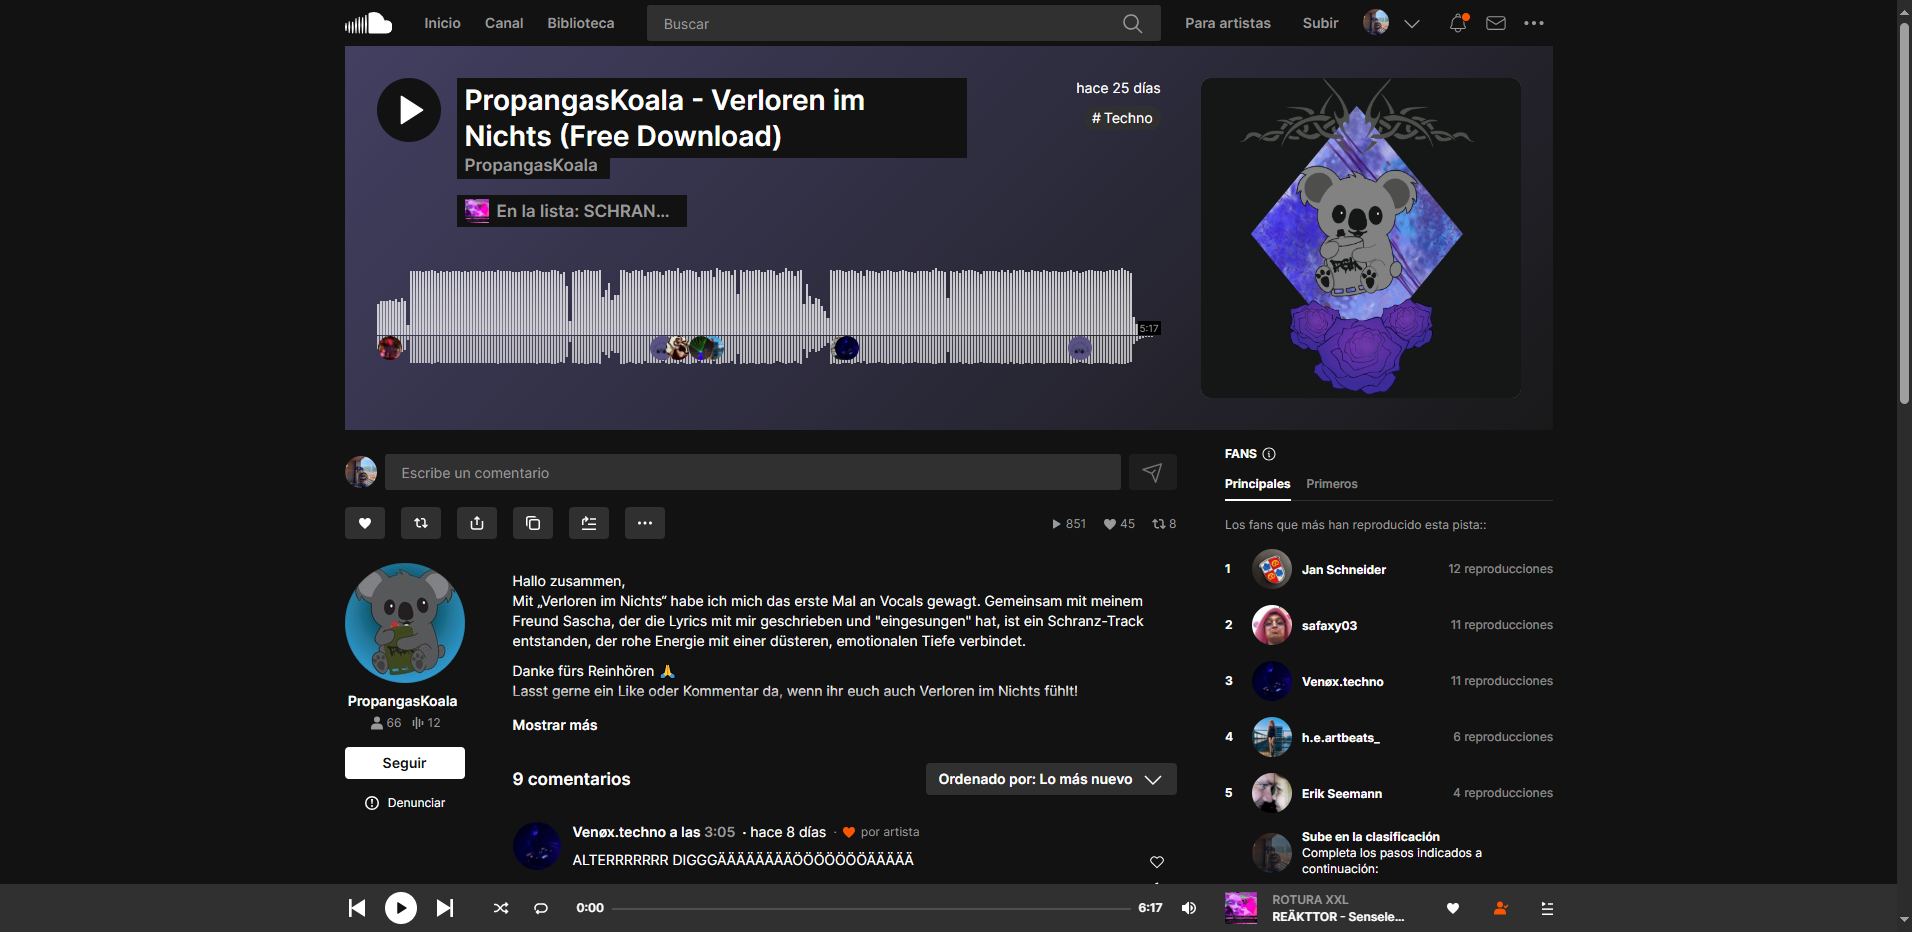 Inicio Canal Biblioteca Buscar Para artistas Subir
PropangasKoala - Verloren im
Nichts (Free Download)
PropangasKoala
En la lista: SCHRAN...
hace 25 días
# Techno
5:17
Escribe un comentario
851 45 8
PropangasKoala
66 12
Seguir
Denunciar
Hallo zusammen,
Mit „Verloren im Nichts“ habe ich mich das erste Mal an Vocals gewagt. Gemeinsam mit meinem
Freund Sascha, der die Lyrics mit mir geschrieben und "eingesungen" hat, ist ein Schranz-Track
entstanden, der rohe Energie mit einer düsteren, emotionalen Tiefe verbindet.
Danke fürs Reinhören 🙏
Lasst gerne ein Like oder Kommentar da, wenn ihr euch auch Verloren im Nichts fühlt!
Mostrar más
9 comentarios
Ordenado por: Lo más nuevo
Venøx.techno a las 3:05 · hace 8 días · por artista
ALTERRRRRRR DIGGGÄÄÄÄÄÄÄÄÖÖÖÖÖÖÖÄÄÄÄÄ
FANS
Principales Primeros
Los fans que más han reproducido esta pista::
1 Jan Schneider 12 reproducciones
2 safaxy03 11 reproducciones
3 Venøx.techno 11 reproducciones
4 h.e.artbeats_ 6 reproducciones
5 Erik Seemann 4 reproducciones
Sube en la clasificación
Completa los pasos indicados a
continuación:
0:00 6:17
ROTURA XXL
REÄKTTOR - Sensele...